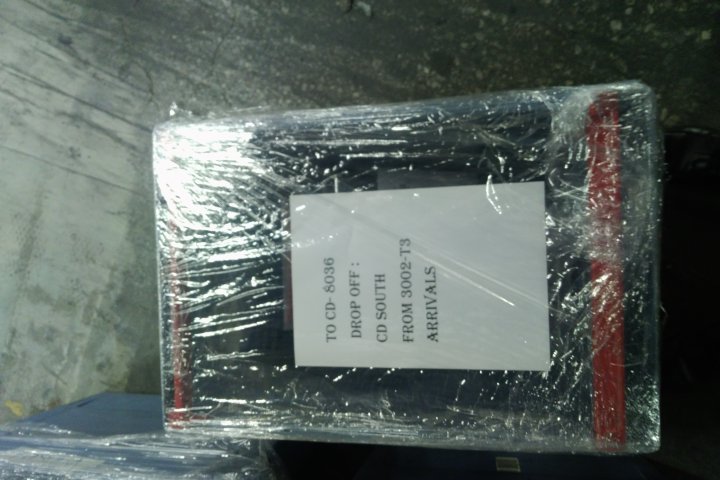 TO CD- 8036
DROP OFF :
CD SOUTH
FROM 3002-T3
ARRIVALS